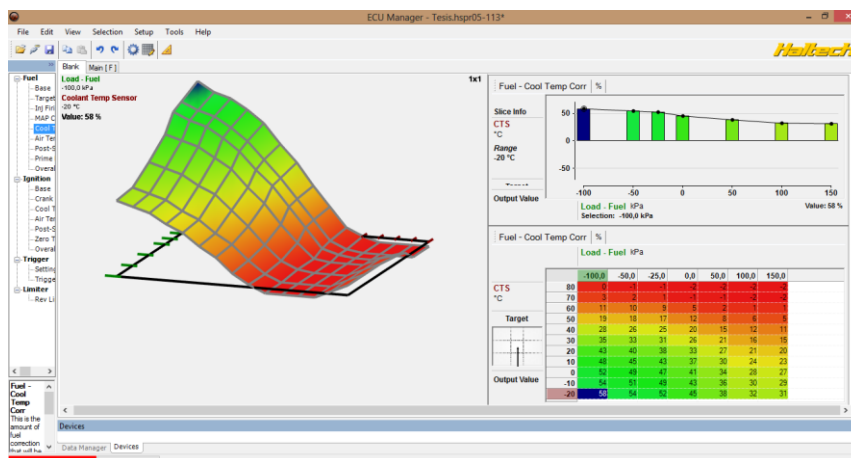 Haltech
ECU Manager - Tesis.hspr05-113*
File Edit View Selection Setup Tools Help
Haltech
Blank Main [ F ]
Fuel
Base
Target
Inj Firi
MAP C
Cool T
Air Ter
Post-S
Prime
Overal
Ignition
Base
Crank
Cool T
Air Ter
Post-S
Zero T
Overal
Trigger
Setting
Trigge
Limiter
Rev Li
Fuel -
Cool
Temp
Corr
This is the
amount of
fuel
correction
that will be
Load - Fuel
-100,0 kPa
Coolant Temp Sensor
-20 °C
Value: 58 %
1x1
Fuel - Cool Temp Corr %
Slice Info
CTS
°C
Range
-20 °C
Output Value
50
0
-50
-100 -50 0 50 100 150
Load - Fuel kPa
Value: 58 %
Selection: -100,0 kPa
Fuel - Cool Temp Corr %
Load - Fuel kPa
CTS
°C
Target
Output Value
-100,0 -50,0 -25,0 0,0 50,0 100,0 150,0
80 0 -1 -1 -2 -2 -2 -2
70 3 2 1 -1 -1 -2 -2
60 11 10 9 5 2 1 1
50 19 18 17 12 8 6 5
40 28 26 25 20 15 12 11
30 35 33 31 26 21 16 15
20 43 40 38 33 27 21 20
10 48 45 43 37 30 24 23
0 52 49 47 41 34 28 27
-10 54 51 49 43 36 30 29
-20 58 54 52 45 38 32 31
Devices
Data Manager Devices